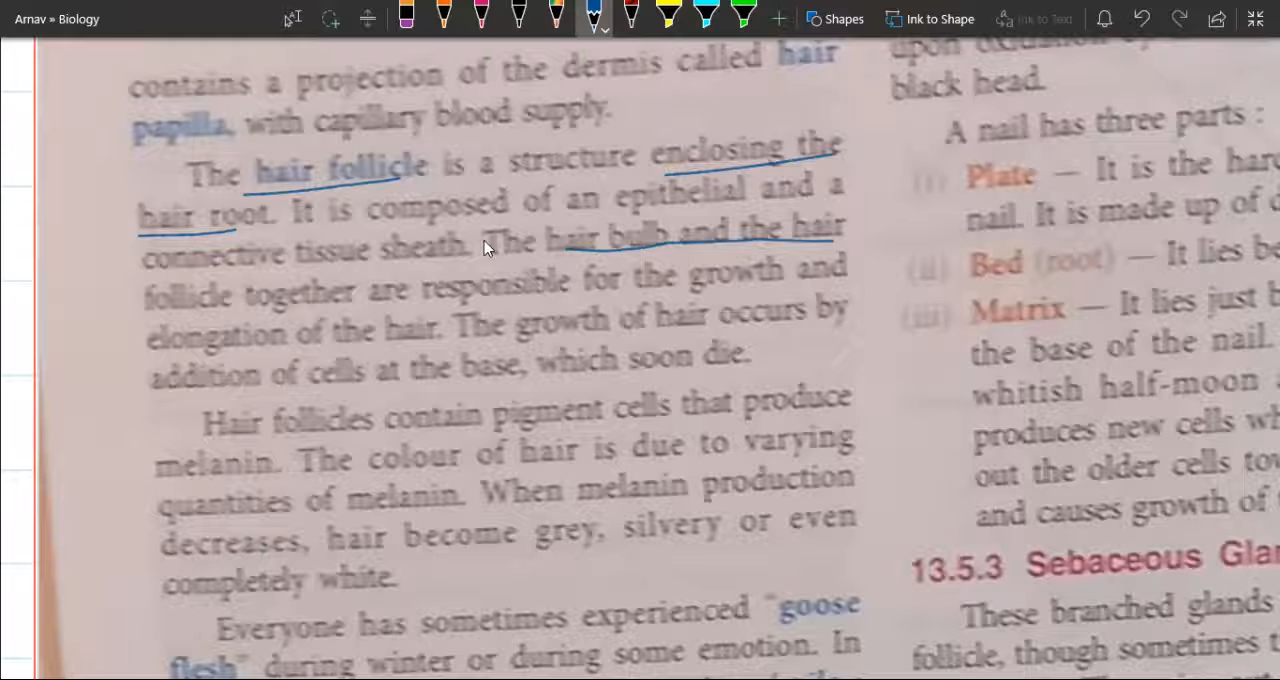 Arnav » Biology
Shapes
Ink to Shape
Ink to Text
contains a projection of the dermis called hair
papilla, with capillary blood supply.
The hair follicle is a structure enclosing the
hair root. It is composed of an epithelial and a
connective tissue sheath. The hair bulb and the hair
follicle together are responsible for the growth and
elongation of the hair. The growth of hair occurs by
addition of cells at the base, which soon die.
Hair follicles contain pigment cells that produce
melanin. The colour of hair is due to varying
quantities of melanin. When melanin production
decreases, hair become grey, silvery or even
completely white.
Everyone has sometimes experienced "goose
flesh" during winter or during some emotion. In
upon
black head.
A nail has three parts :
(i) Plate — It is the
nail. It is made up of
(ii) Bed (root) — It lies
(iii) Matrix — It lies just
the base of the nail.
whitish half-moon
produces new cells
out the older cells
and causes growth of
13.5.3 Sebaceous
These branched glands
follicle, though sometimes